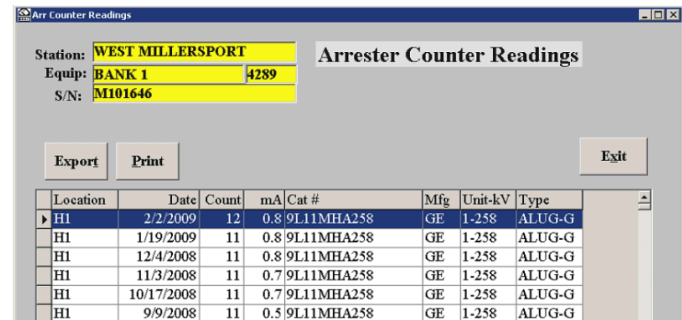 Arr Counter Readings
Station: WEST MILLERSPORT
Arrester Counter Readings
Equip: BANK 1 4289
S/N: M101646
Export Print Exit
Location Date Count mA Cat # Mfg Unit-kV Type
H1 2/2/2009 12 0.8 9L11MHA258 GE 1-258 ALUG-G
H1 1/19/2009 11 0.8 9L11MHA258 GE 1-258 ALUG-G
H1 12/4/2008 11 0.8 9L11MHA258 GE 1-258 ALUG-G
H1 11/3/2008 11 0.7 9L11MHA258 GE 1-258 ALUG-G
H1 10/17/2008 11 0.7 9L11MHA258 GE 1-258 ALUG-G
H1 9/9/2008 11 0.5 9L11MHA258 GE 1-258 ALUG-G